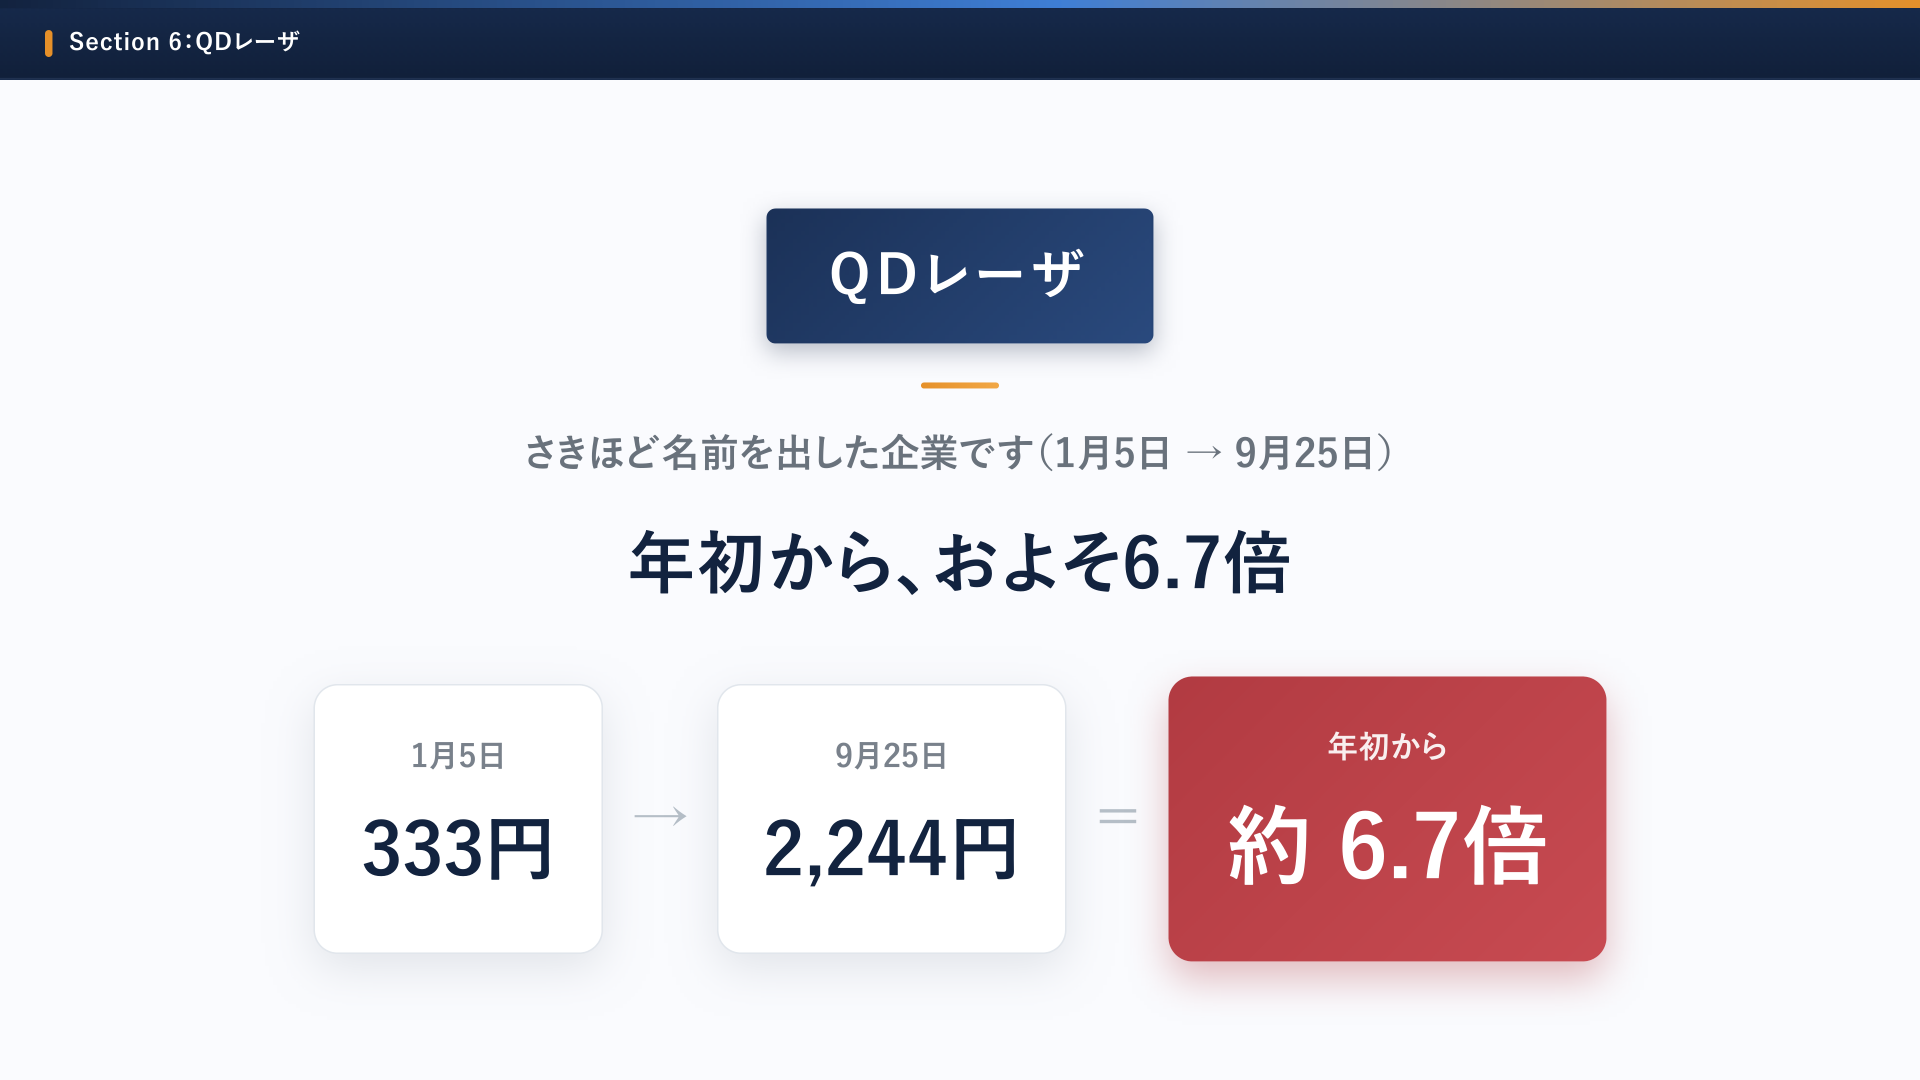 Section 6：QDレーザ
QDレーザ
さきほど名前を出した企業です（1月5日 → 9月25日）
年初から、およそ6.7倍
1月5日
333円
→
9月25日
2,244円
＝
年初から
約 6.7倍